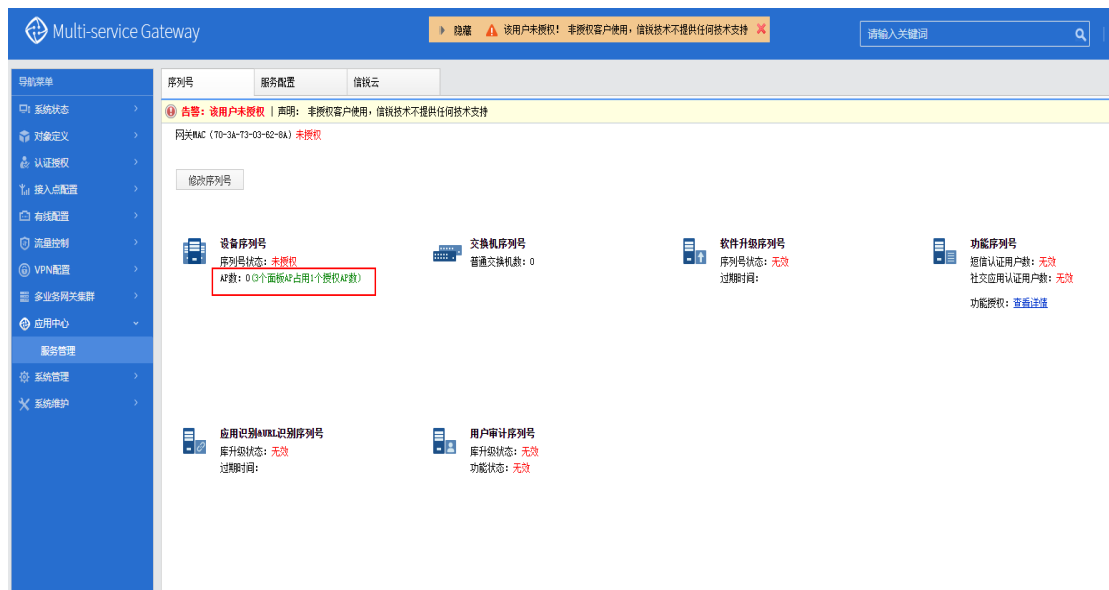 Multi-service Gateway
隐藏 该用户未授权！ 非授权客户使用，信锐技术不提供任何技术支持
请输入关键词
导航菜单
系统状态
对象定义
认证授权
接入点配置
有线配置
流量控制
VPN配置
多业务网关集群
应用中心
服务管理
系统管理
系统维护
序列号 服务配置 信锐云
告警：该用户未授权 | 声明： 非授权客户使用，信锐技术不提供任何技术支持
网关MAC（70-3A-73-03-62-8A）未授权
修改序列号
设备序列号
序列号状态：未授权
AP数：0(3个面板AP占用1个授权AP数)
交换机序列号
普通交换机数：0
软件升级序列号
序列号状态：无效
过期时间：
功能序列号
短信认证用户数：无效
社交应用认证用户数：无效
功能授权：查看详情
应用识别&URL识别序列号
库升级状态：无效
过期时间：
用户审计序列号
库升级状态：无效
功能状态：无效